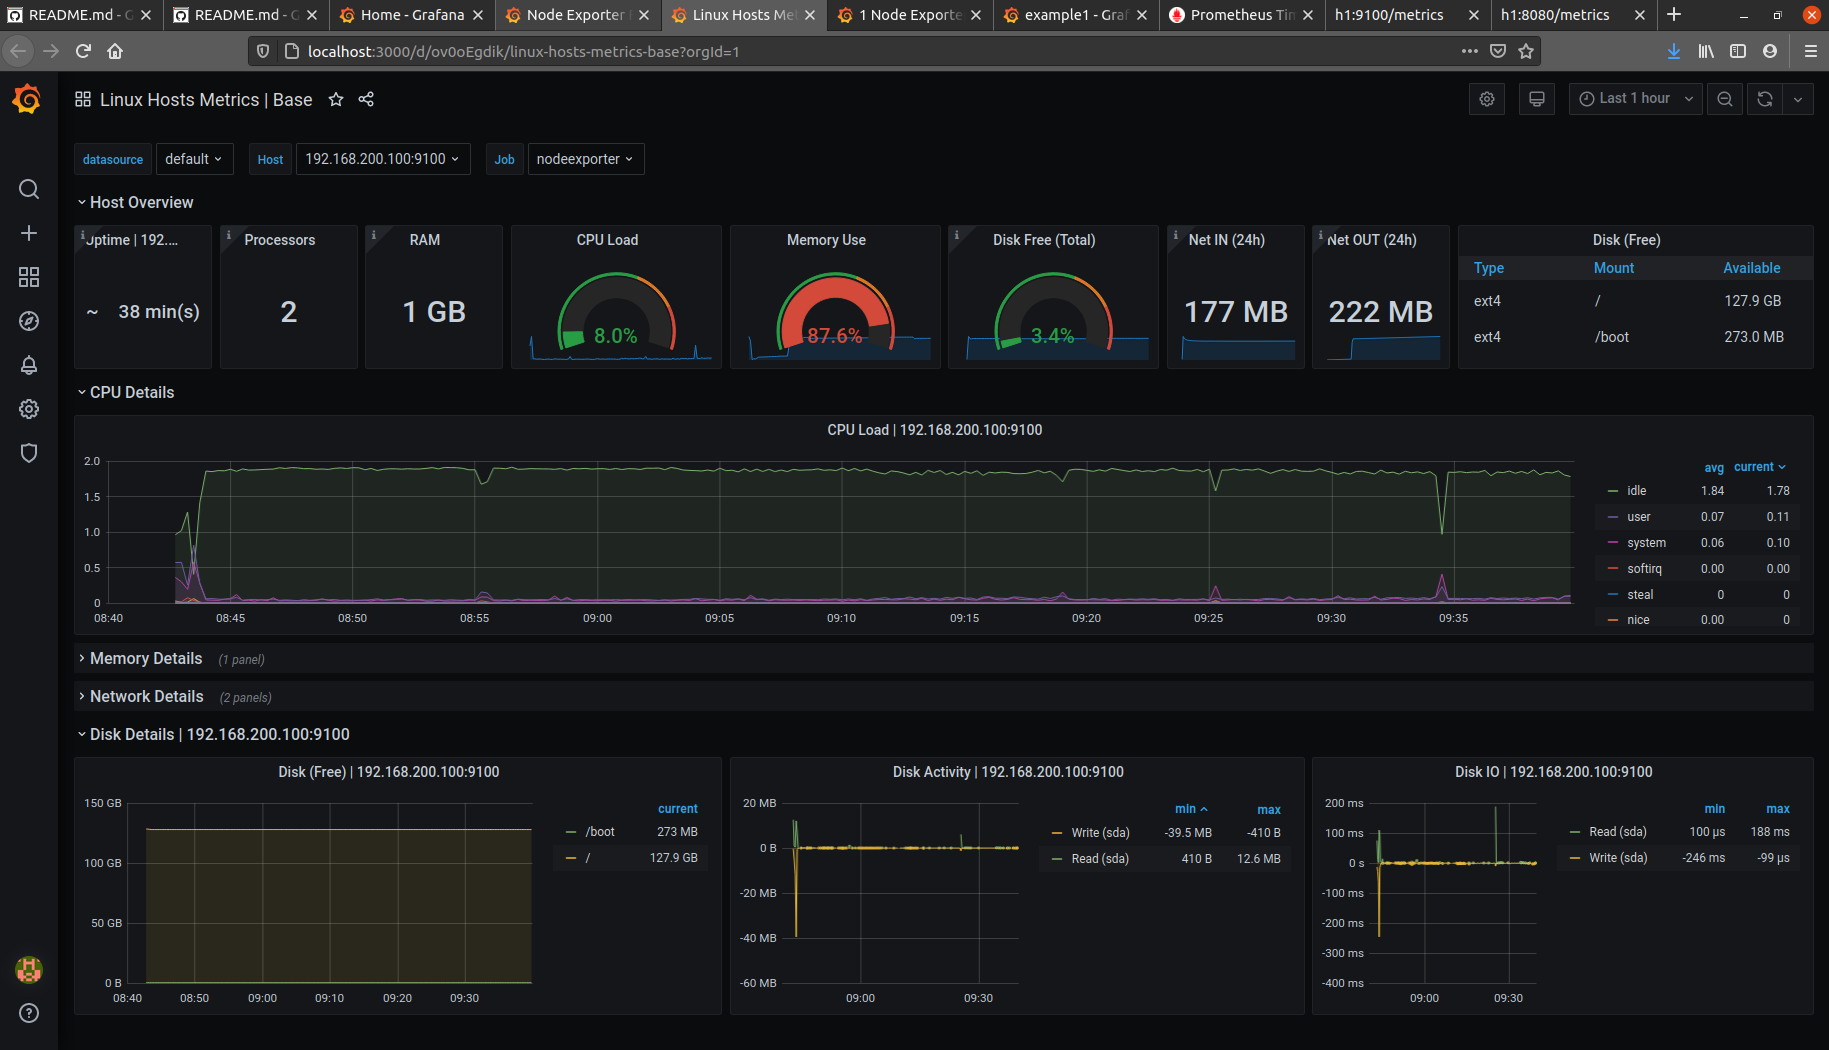 README.md - G
README.md - G
Home - Grafana
Node Exporter
Linux Hosts Met
1 Node Exporte
example1 - Graf
Prometheus Tim
h1:9100/metrics
h1:8080/metrics
localhost:3000/d/ov0oEgdik/linux-hosts-metrics-base?orgId=1
Linux Hosts Metrics | Base
Last 1 hour
datasource default Host 192.168.200.100:9100 Job nodeexporter
Host Overview
Uptime | 192....
~ 38 min(s)
Processors
2
RAM
1 GB
CPU Load
8.0%
Memory Use
87.6%
Disk Free (Total)
3.4%
Net IN (24h)
177 MB
Net OUT (24h)
222 MB
Disk (Free)
Type Mount Available
ext4 / 127.9 GB
ext4 /boot 273.0 MB
CPU Details
CPU Load | 192.168.200.100:9100
2.0
1.5
1.0
0.5
0
08:40 08:45 08:50 08:55 09:00 09:05 09:10 09:15 09:20 09:25 09:30 09:35
avg current
idle 1.84 1.78
user 0.07 0.11
system 0.06 0.10
softirq 0.00 0.00
steal 0 0
nice 0.00 0
Memory Details (1 panel)
Network Details (2 panels)
Disk Details | 192.168.200.100:9100
Disk (Free) | 192.168.200.100:9100
150 GB
100 GB
50 GB
0 B
08:40 08:50 09:00 09:10 09:20 09:30
current
/boot 273 MB
/ 127.9 GB
Disk Activity | 192.168.200.100:9100
20 MB
0 B
-20 MB
-40 MB
-60 MB
09:00 09:30
min max
Write (sda) -39.5 MB -410 B
Read (sda) 410 B 12.6 MB
Disk IO | 192.168.200.100:9100
200 ms
100 ms
0 s
-100 ms
-200 ms
-300 ms
-400 ms
09:00 09:30
min max
Read (sda) 100 µs 188 ms
Write (sda) -246 ms -99 µs